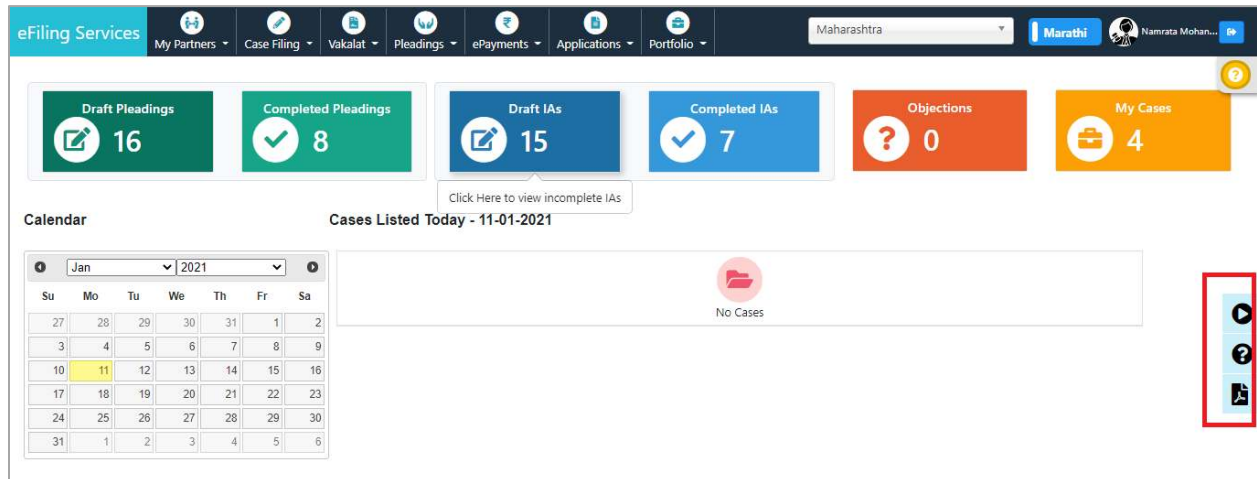 eFiling Services
My Partners
Case Filing
Vakalat
Pleadings
ePayments
Applications
Portfolio
Maharashtra
Marathi
Namrata Mohan...
Draft Pleadings
16
Completed Pleadings
8
Draft IAs
15
Completed IAs
7
Objections
0
My Cases
4
Click Here to view incomplete IAs
Calendar
Cases Listed Today - 11-01-2021
Jan 2021
Su Mo Tu We Th Fr Sa
27 28 29 30 31 1 2
3 4 5 6 7 8 9
10 11 12 13 14 15 16
17 18 19 20 21 22 23
24 25 26 27 28 29 30
31 1 2 3 4 5 6
No Cases